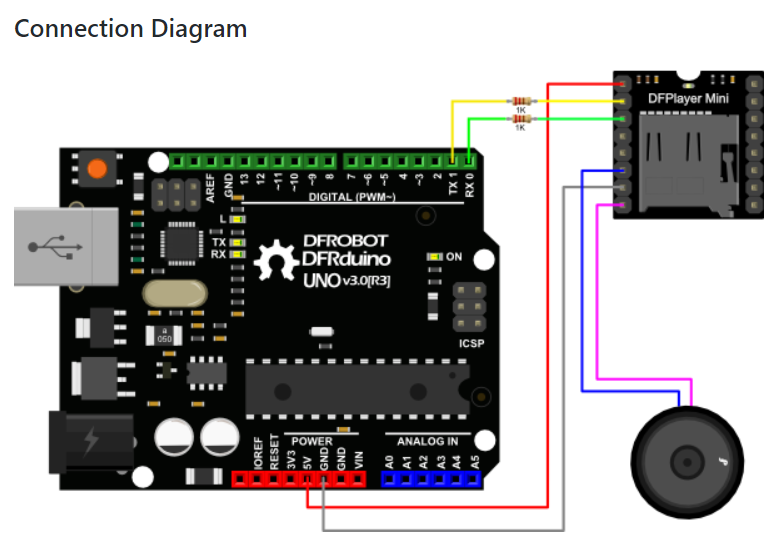 Connection Diagram
1K
1K
DFPlayer Mini
AREF
GND
13
12
~11
~10
~9
8
7
~6
~5
4
~3
2
TX 1
RX 0
DIGITAL (PWM~)
L
TX
RX
DFROBOT
DFRduino
UNO v3.0[R3]
ON
ICSP
a
050
POWER
ANALOG IN
IOREF
RESET
3V3
5V
GND
GND
VIN
A0
A1
A2
A3
A4
A5